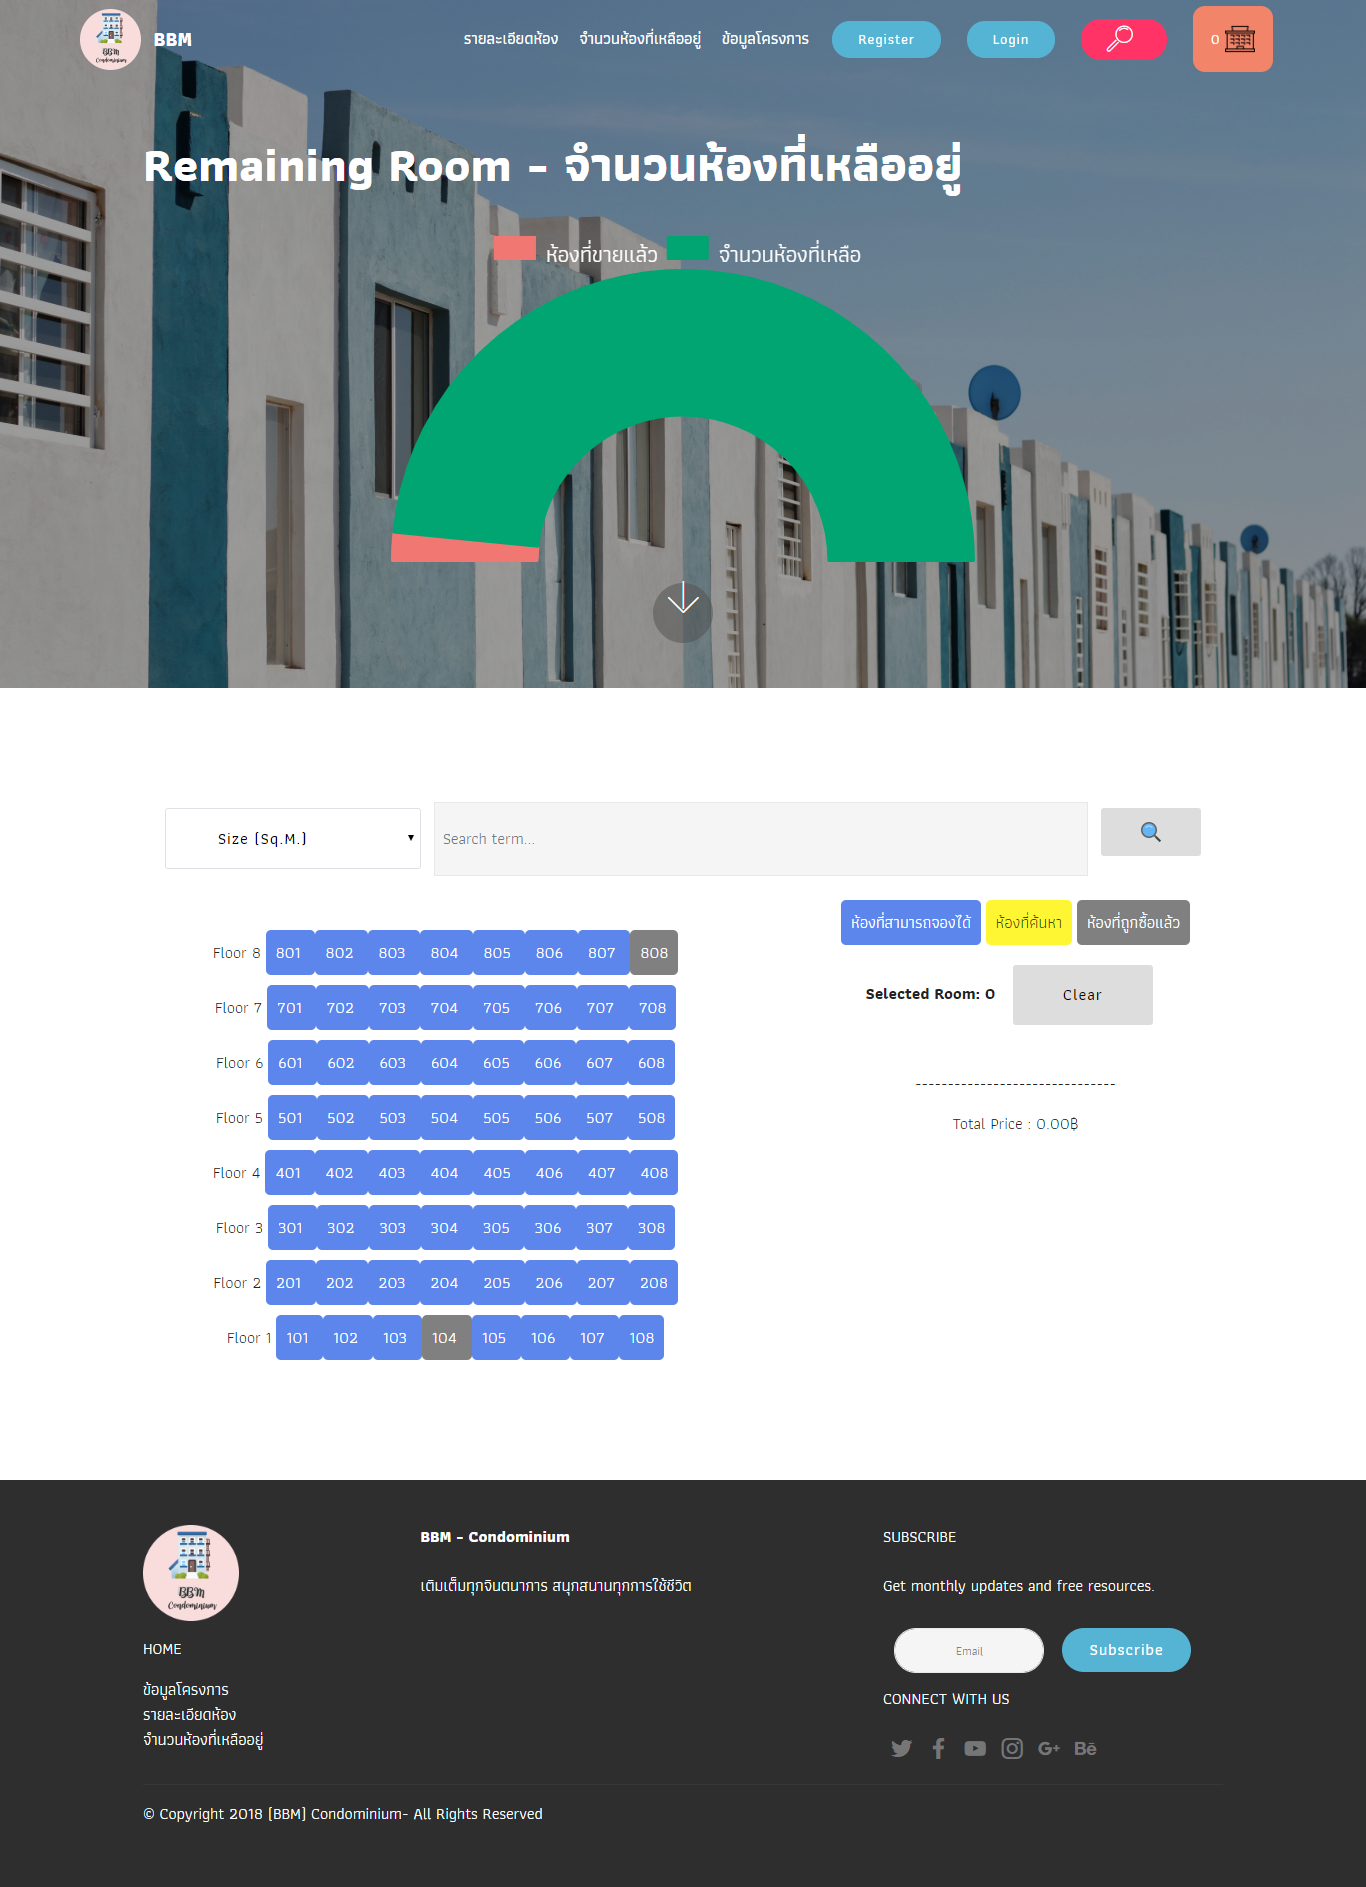 BBM Condominium
BBM
รายละเอียดห้อง จำนวนห้องที่เหลืออยู่ ข้อมูลโครงการ Register Login 0
Remaining Room - จำนวนห้องที่เหลืออยู่
ห้องที่ขายแล้ว จำนวนห้องที่เหลือ
Size (Sq.M.)
Search term...
ห้องที่สามารถจองได้ ห้องที่ค้นหา ห้องที่ถูกซื้อแล้ว
Selected Room: 0 Clear
-------------------------------
Total Price : 0.00฿
Floor 8 801 802 803 804 805 806 807 808
Floor 7 701 702 703 704 705 706 707 708
Floor 6 601 602 603 604 605 606 607 608
Floor 5 501 502 503 504 505 506 507 508
Floor 4 401 402 403 404 405 406 407 408
Floor 3 301 302 303 304 305 306 307 308
Floor 2 201 202 203 204 205 206 207 208
Floor 1 101 102 103 104 105 106 107 108
BBM
Condominium
HOME
ข้อมูลโครงการ
รายละเอียดห้อง
จำนวนห้องที่เหลืออยู่
BBM - Condominium
เติมเต็มทุกจินตนาการ สนุกสนานทุกการใช้ชีวิต
SUBSCRIBE
Get monthly updates and free resources.
Email Subscribe
CONNECT WITH US
G+ Bē
© Copyright 2018 (BBM) Condominium- All Rights Reserved